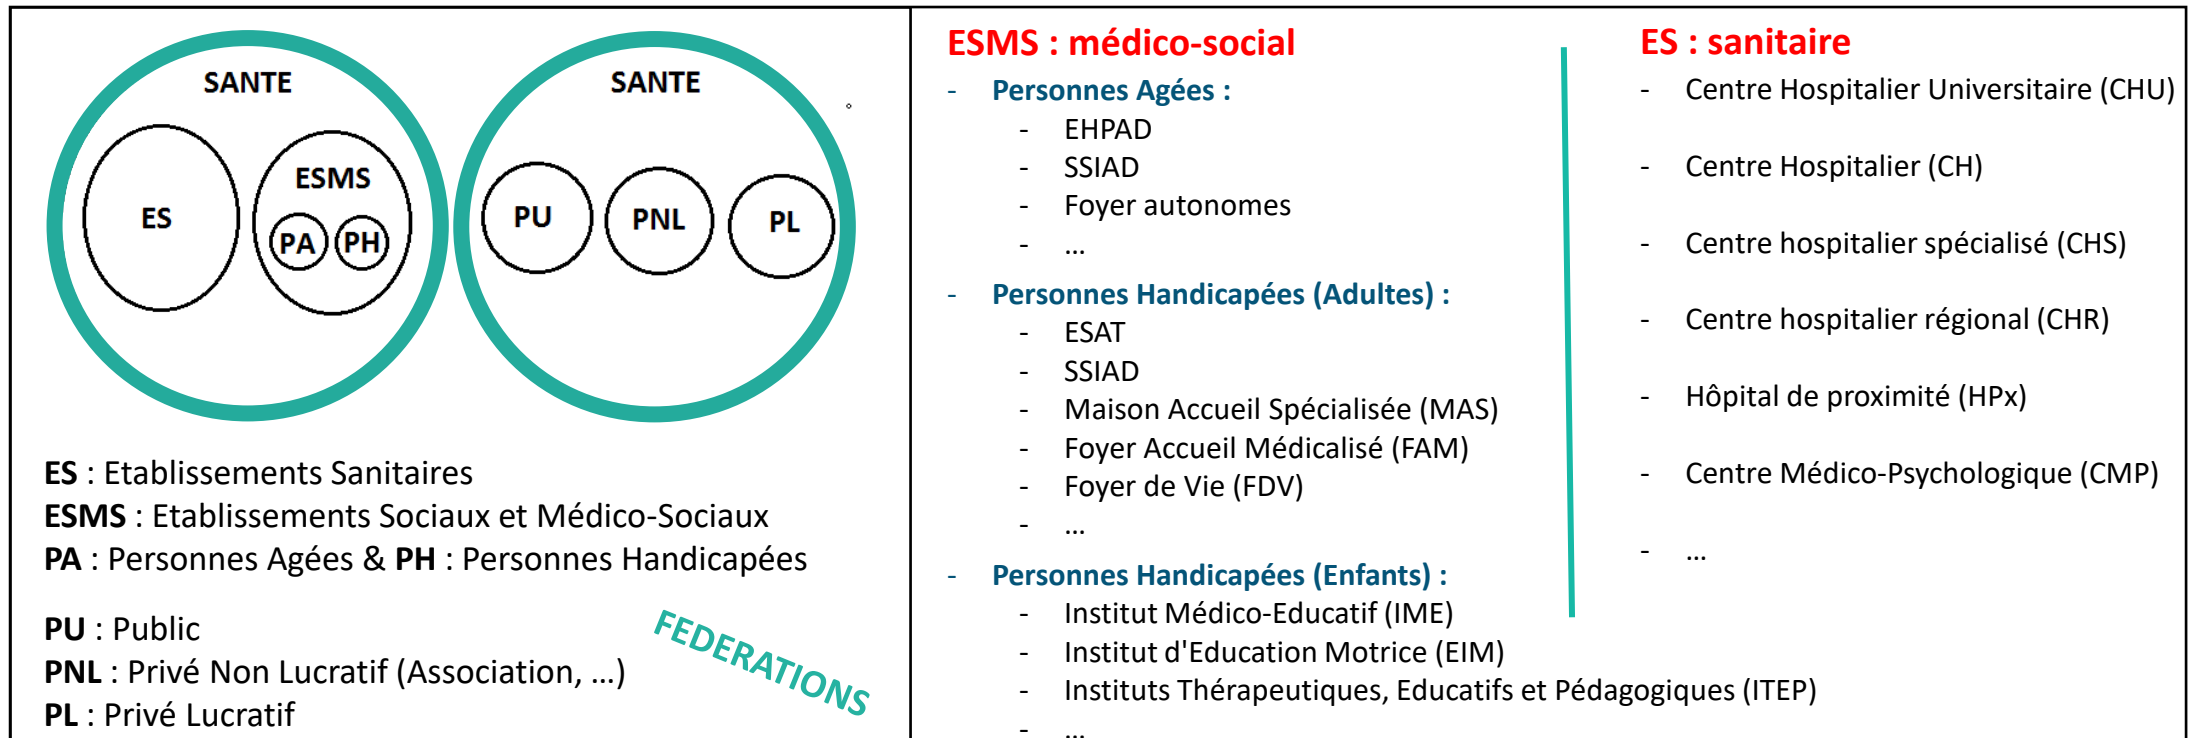 SANTE
ES
ESMS
PA
PH
SANTE
PU
PNL
PL
ES : Etablissements Sanitaires
ESMS : Etablissements Sociaux et Médico-Sociaux
PA : Personnes Agées & PH : Personnes Handicapées
PU : Public
PNL : Privé Non Lucratif (Association, ...)
PL : Privé Lucratif
FEDERATIONS
ESMS : médico-social
- Personnes Agées :
- EHPAD
- SSIAD
- Foyer autonomes
- ...
- Personnes Handicapées (Adultes) :
- ESAT
- SSIAD
- Maison Accueil Spécialisée (MAS)
- Foyer Accueil Médicalisé (FAM)
- Foyer de Vie (FDV)
- ...
- Personnes Handicapées (Enfants) :
- Institut Médico-Educatif (IME)
- Institut d'Education Motrice (EIM)
- Instituts Thérapeutiques, Educatifs et Pédagogiques (ITEP)
- ...
ES : sanitaire
- Centre Hospitalier Universitaire (CHU)
- Centre Hospitalier (CH)
- Centre hospitalier spécialisé (CHS)
- Centre hospitalier régional (CHR)
- Hôpital de proximité (HPx)
- Centre Médico-Psychologique (CMP)
- ...